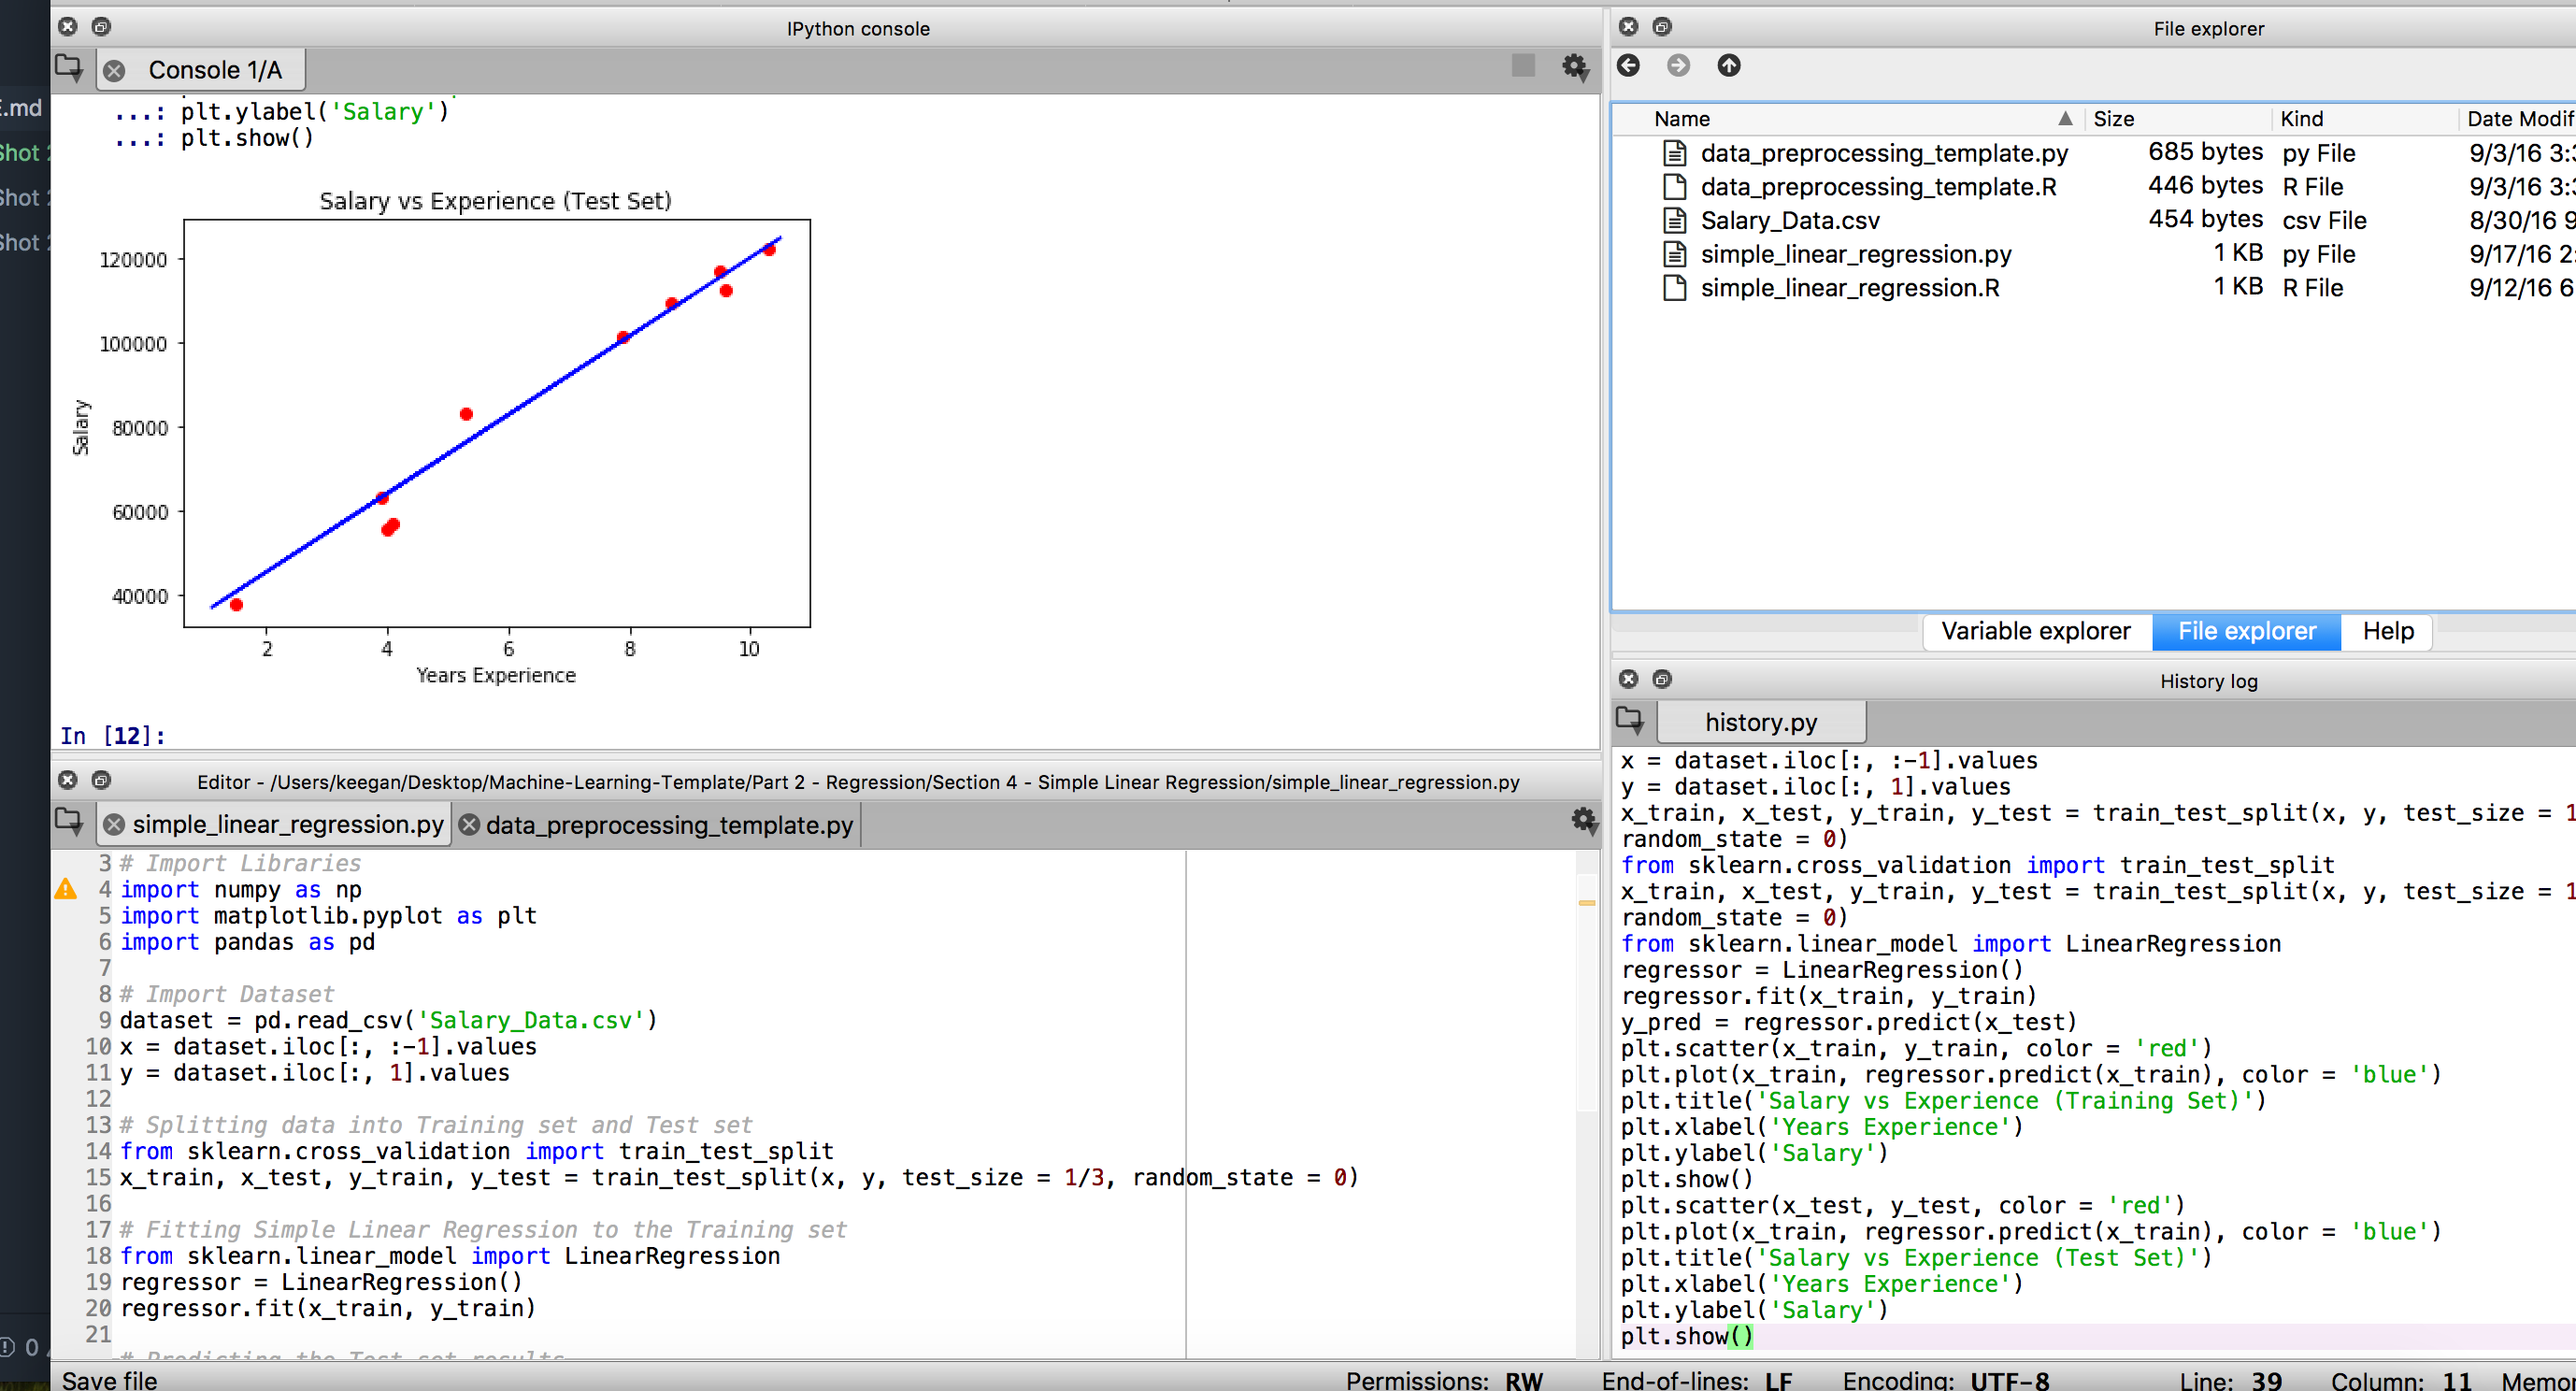 IPython console
Console 1/A
...: plt.ylabel('Salary')
...: plt.show()
Salary vs Experience (Test Set)
120000
100000
80000
60000
40000
Salary
2 4 6 8 10
Years Experience
In [12]:
Editor - /Users/keegan/Desktop/Machine-Learning-Template/Part 2 - Regression/Section 4 - Simple Linear Regression/simple_linear_regression.py
simple_linear_regression.py data_preprocessing_template.py
3 # Import Libraries
4 import numpy as np
5 import matplotlib.pyplot as plt
6 import pandas as pd
7
8 # Import Dataset
9 dataset = pd.read_csv('Salary_Data.csv')
10 x = dataset.iloc[:, :-1].values
11 y = dataset.iloc[:, 1].values
12
13 # Splitting data into Training set and Test set
14 from sklearn.cross_validation import train_test_split
15 x_train, x_test, y_train, y_test = train_test_split(x, y, test_size = 1/3, random_state = 0)
16
17 # Fitting Simple Linear Regression to the Training set
18 from sklearn.linear_model import LinearRegression
19 regressor = LinearRegression()
20 regressor.fit(x_train, y_train)
21
# Predicting the Test set results
File explorer
Name Size Kind Date Modif
data_preprocessing_template.py 685 bytes py File 9/3/16 3:3
data_preprocessing_template.R 446 bytes R File 9/3/16 3:3
Salary_Data.csv 454 bytes csv File 8/30/16 9
simple_linear_regression.py 1 KB py File 9/17/16 2:
simple_linear_regression.R 1 KB R File 9/12/16 6
Variable explorer File explorer Help
History log
history.py
x = dataset.iloc[:, :-1].values
y = dataset.iloc[:, 1].values
x_train, x_test, y_train, y_test = train_test_split(x, y, test_size = 1
random_state = 0)
from sklearn.cross_validation import train_test_split
x_train, x_test, y_train, y_test = train_test_split(x, y, test_size = 1
random_state = 0)
from sklearn.linear_model import LinearRegression
regressor = LinearRegression()
regressor.fit(x_train, y_train)
y_pred = regressor.predict(x_test)
plt.scatter(x_train, y_train, color = 'red')
plt.plot(x_train, regressor.predict(x_train), color = 'blue')
plt.title('Salary vs Experience (Training Set)')
plt.xlabel('Years Experience')
plt.ylabel('Salary')
plt.show()
plt.scatter(x_test, y_test, color = 'red')
plt.plot(x_train, regressor.predict(x_train), color = 'blue')
plt.title('Salary vs Experience (Test Set)')
plt.xlabel('Years Experience')
plt.ylabel('Salary')
plt.show()
.md
Shot 2
Shot 2
Shot 2
0
Save file Permissions: RW End-of-lines: LF Encoding: UTF-8 Line: 39 Column: 11 Memor